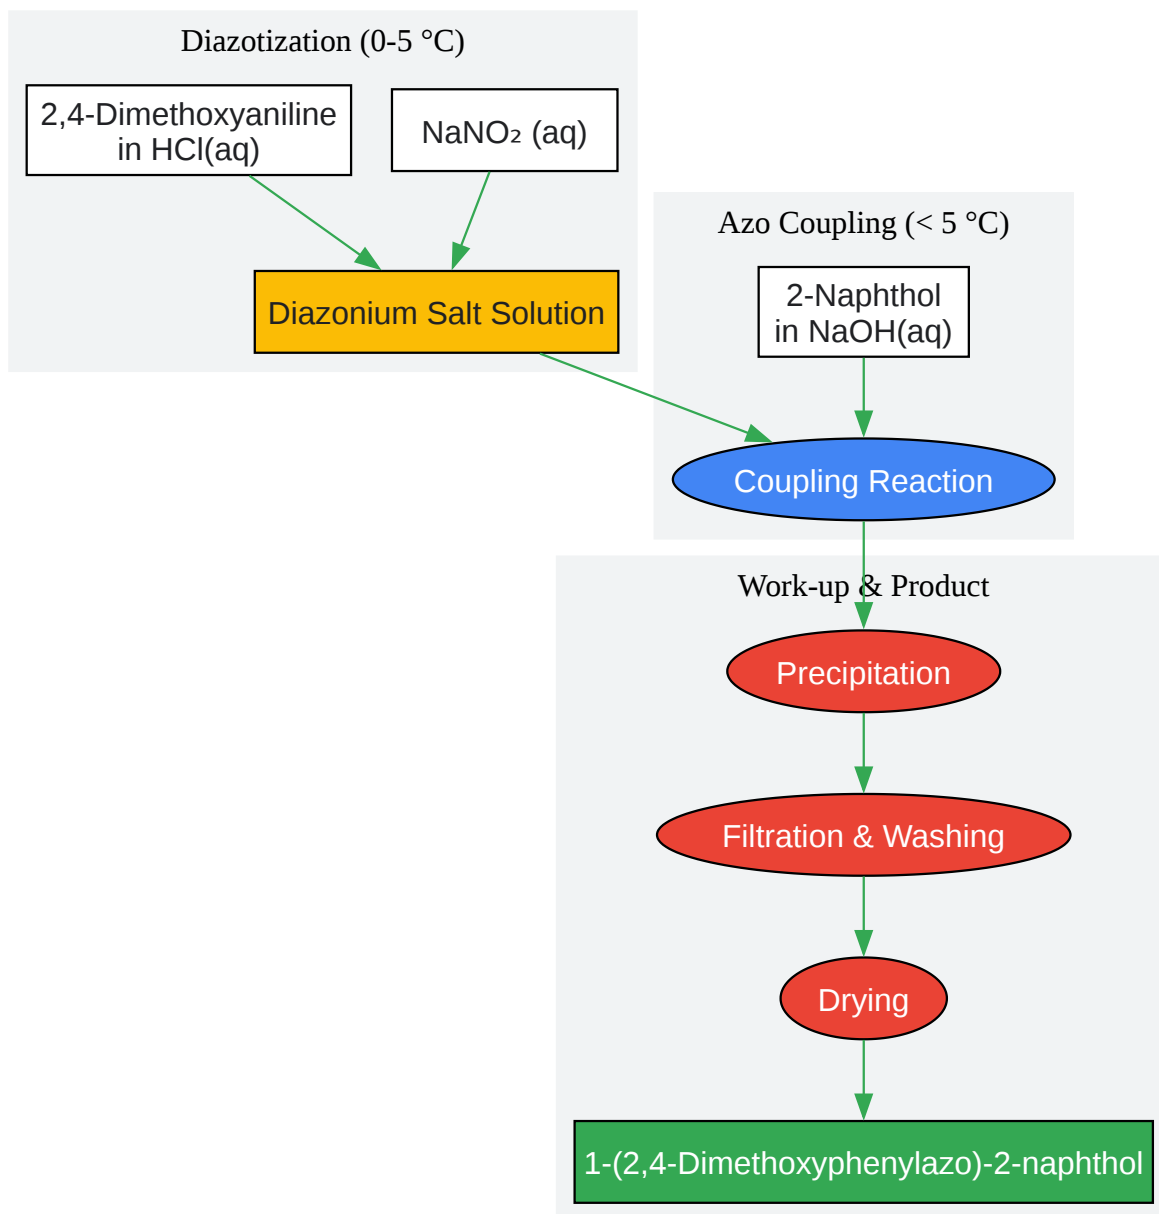 Diazotization (0-5 °C)
2,4-Dimethoxyaniline
in HCl(aq)
NaNO₂ (aq)
Diazonium Salt Solution
Azo Coupling (< 5 °C)
2-Naphthol
in NaOH(aq)
Coupling Reaction
Work-up & Product
Precipitation
Filtration & Washing
Drying
1-(2,4-Dimethoxyphenylazo)-2-naphthol